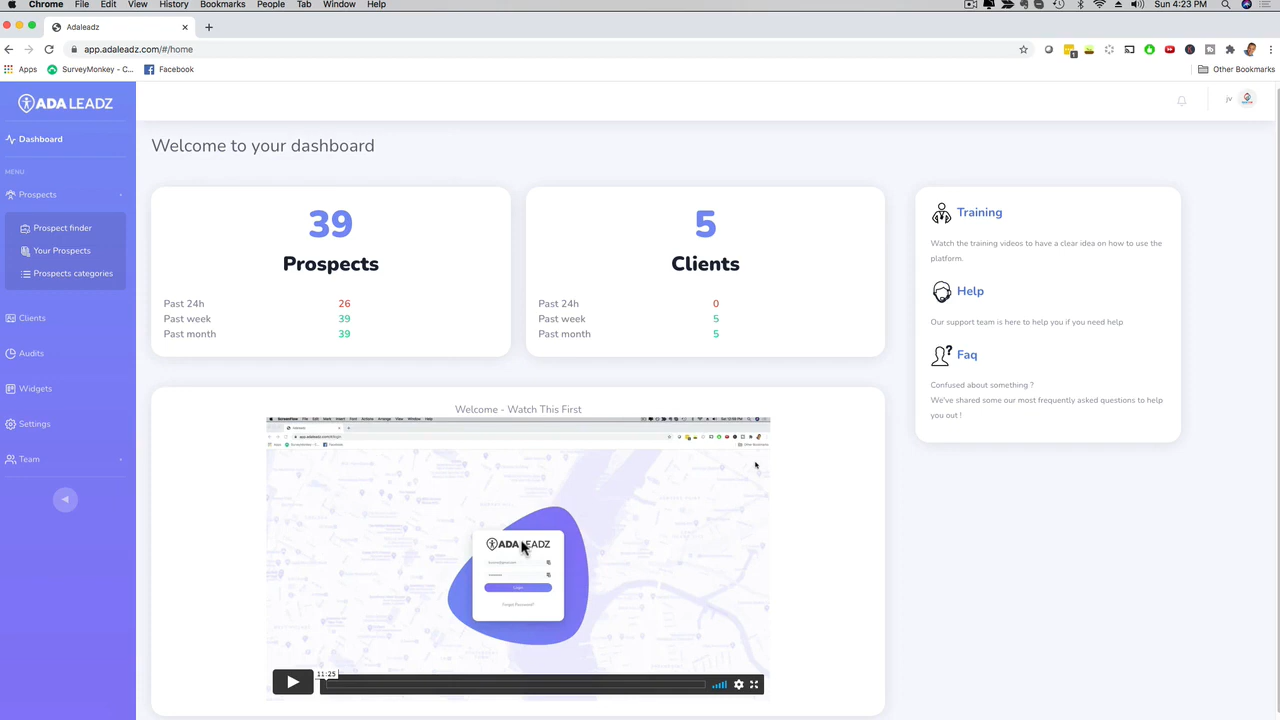 Chrome File Edit View History Bookmarks People Tab Window Help Sun 4:23 PM
Adaleadz
app.adaleadz.com/#/home
Apps SurveyMonkey - C... Facebook Other Bookmarks
ADA LEADZ
jv
Dashboard
MENU
Prospects
Prospect finder
Your Prospects
Prospects categories
Clients
Audits
Widgets
Settings
Team
Welcome to your dashboard
39
Prospects
Past 24h 26
Past week 39
Past month 39
5
Clients
Past 24h 0
Past week 5
Past month 5
Training
Watch the training videos to have a clear idea on how to use the
platform.
Help
Our support team is here to help you if you need help
Faq
Confused about something ?
We've shared some our most frequently asked questions to help
you out !
Welcome - Watch This First
ADA LEADZ
Login
Forgot Password?
11:25